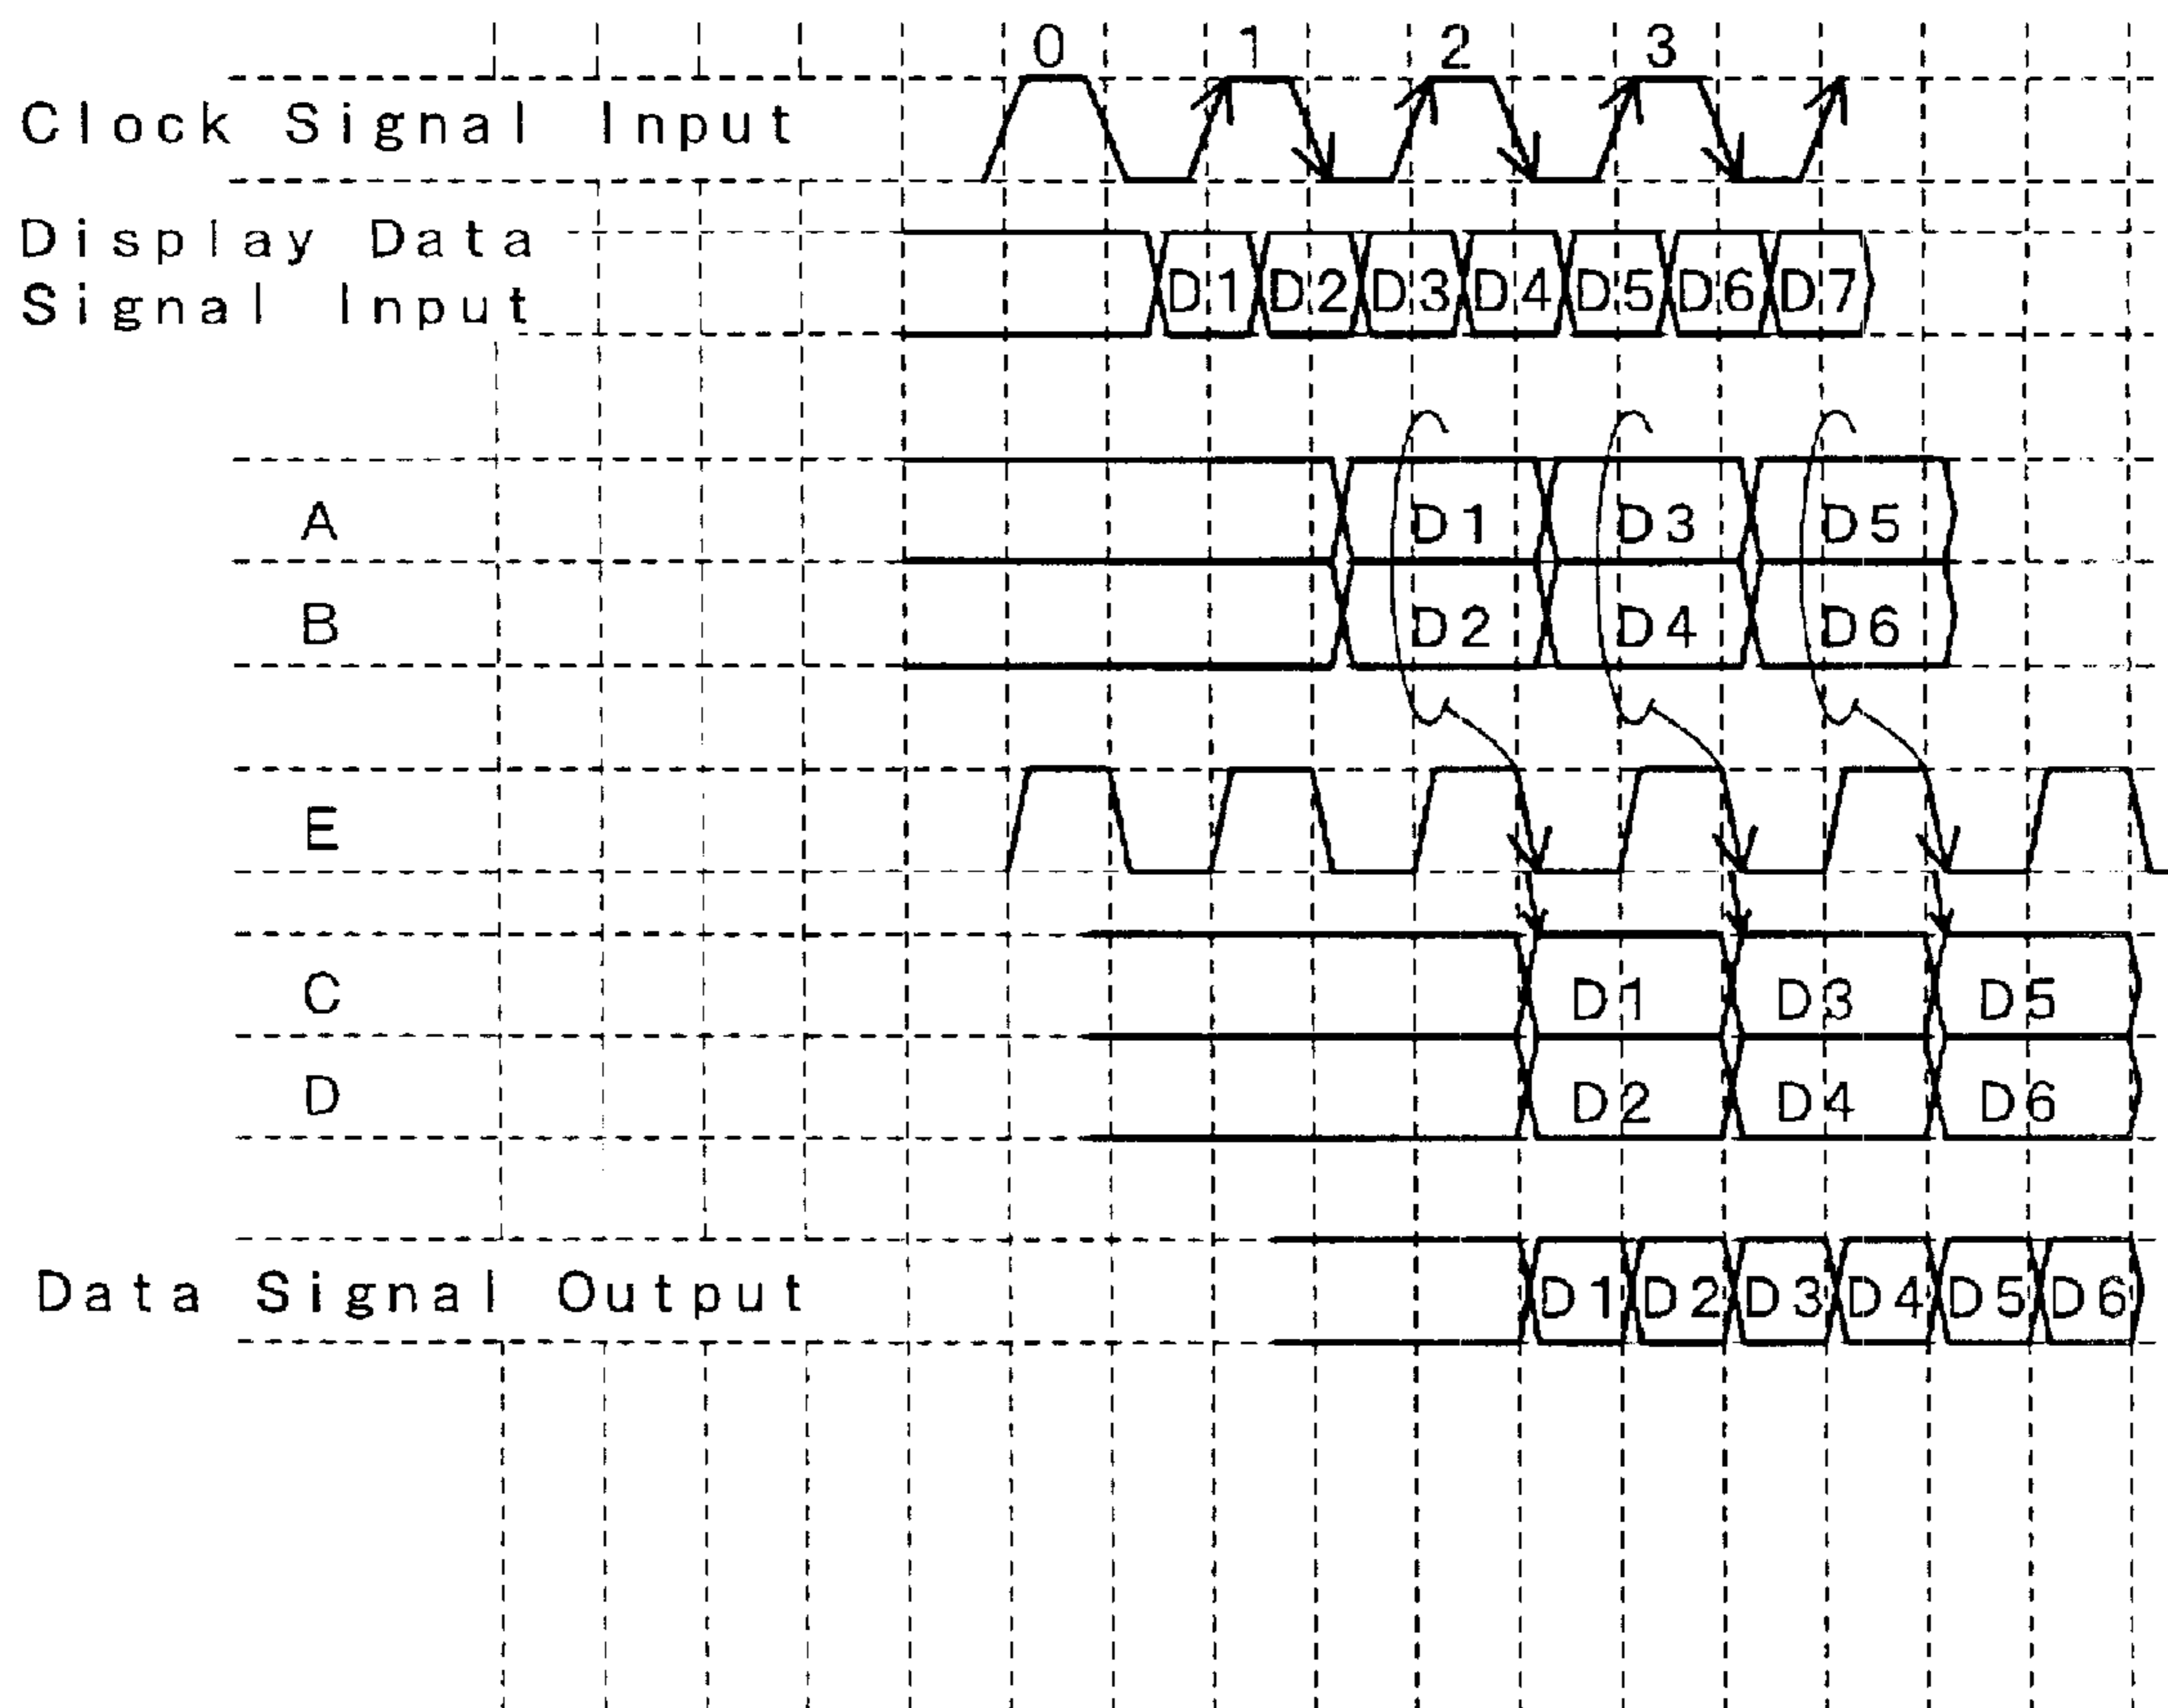 0 1 2 3
Clock Signal Input
Display Data
Signal Input
D1 D2 D3 D4 D5 D6 D7
A D1 D3 D5
B D2 D4 D6
E
C D1 D3 D5
D D2 D4 D6
Data Signal Output D1 D2 D3 D4 D5 D6